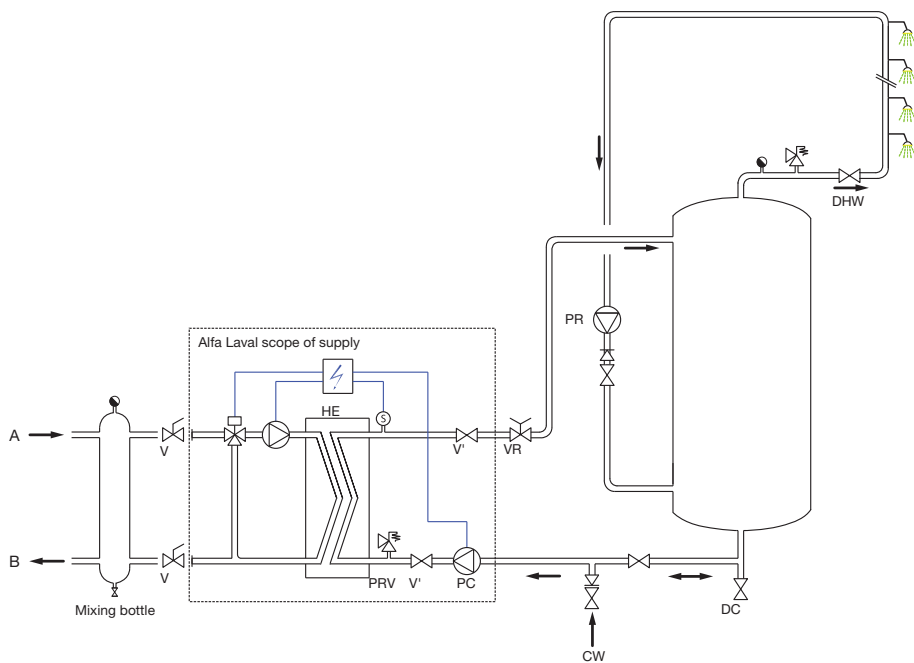 DHW
PR
Alfa Laval scope of supply
HE
S
A
V
V'
VR
B
V
PRV
V'
PC
Mixing bottle
DC
CW